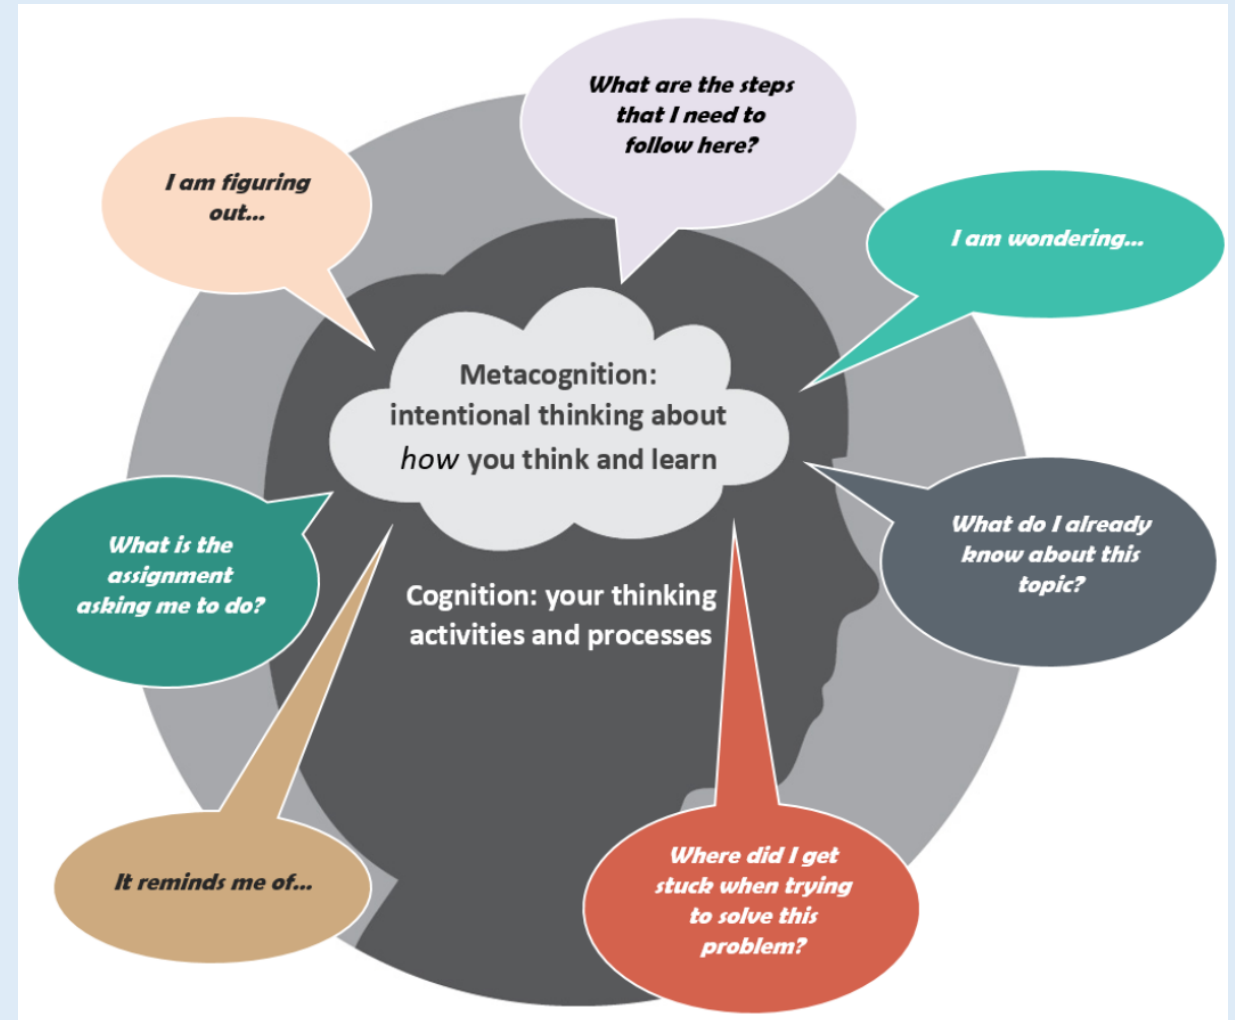 What are the steps
that I need to
follow here?
I am figuring
out...
I am wondering...
Metacognition:
intentional thinking about
how you think and learn
What do I already
know about this
topic?
What is the
assignment
asking me to do?
Cognition: your thinking
activities and processes
It reminds me of...
Where did I get
stuck when trying
to solve this
problem?